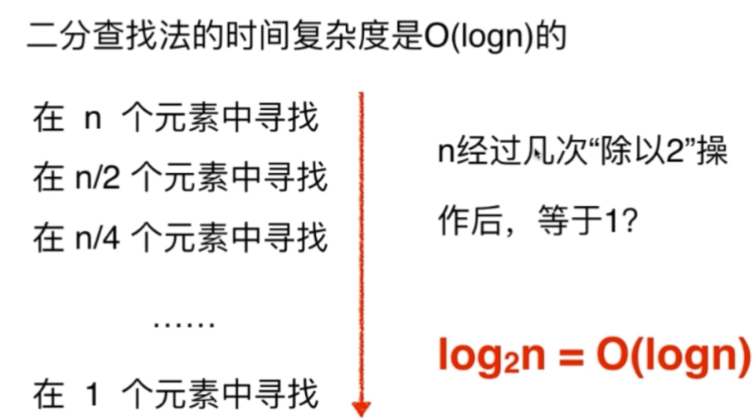 二分查找法的时间复杂度是O(logn)的
在 n 个元素中寻找
在 n/2 个元素中寻找
在 n/4 个元素中寻找
……
在 1 个元素中寻找
n经过几次“除以2”操
作后，等于1？
log₂n = O(logn)